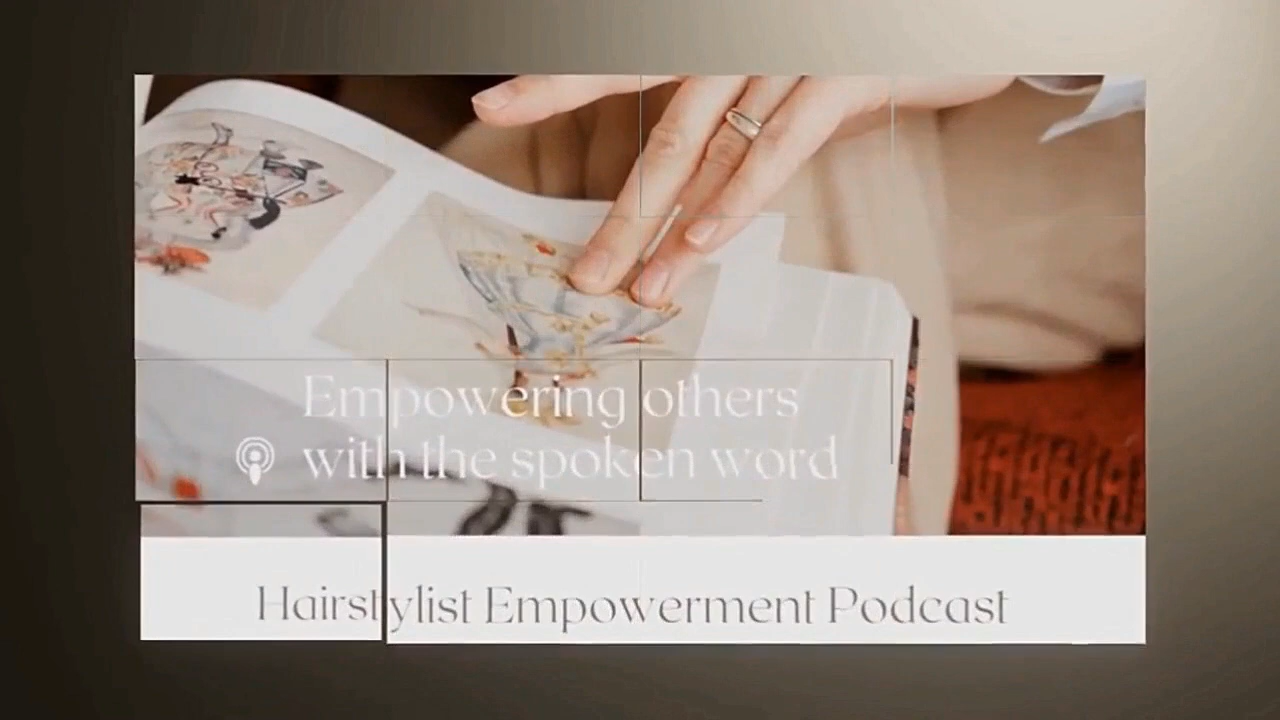 Empowering others
with the spoken word
Hairstylist Empowerment Podcast